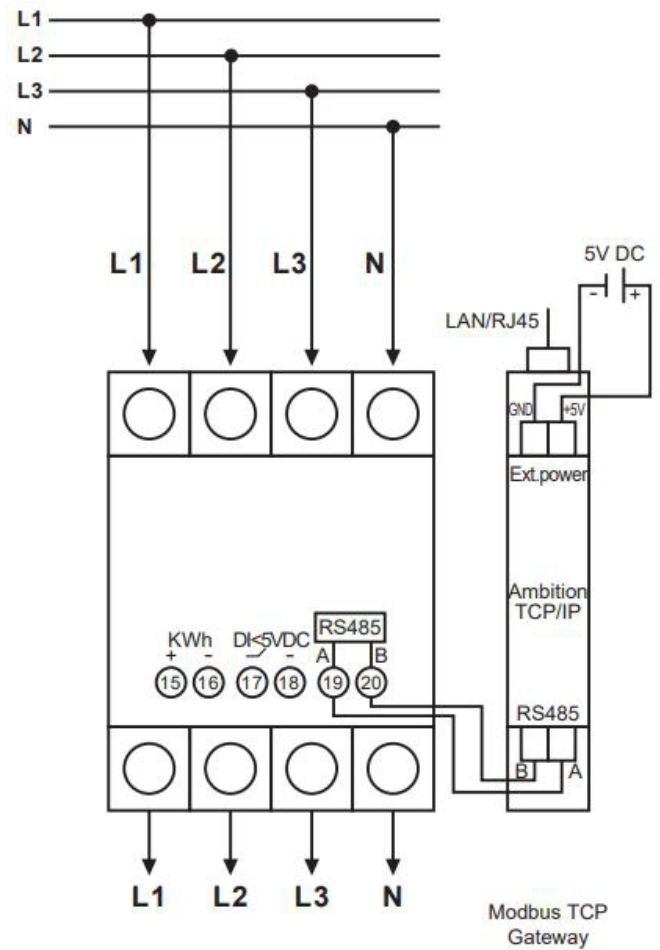 L1
L2
L3
N
L1 L2 L3 N
5V DC
- +
LAN/RJ45
GND +5V
Ext.power
Ambition
TCP/IP
RS485
KWh DI<5VDC
+ - - A B
15 16 17 18 19 20
RS485
B A
L1 L2 L3 N
Modbus TCP
Gateway